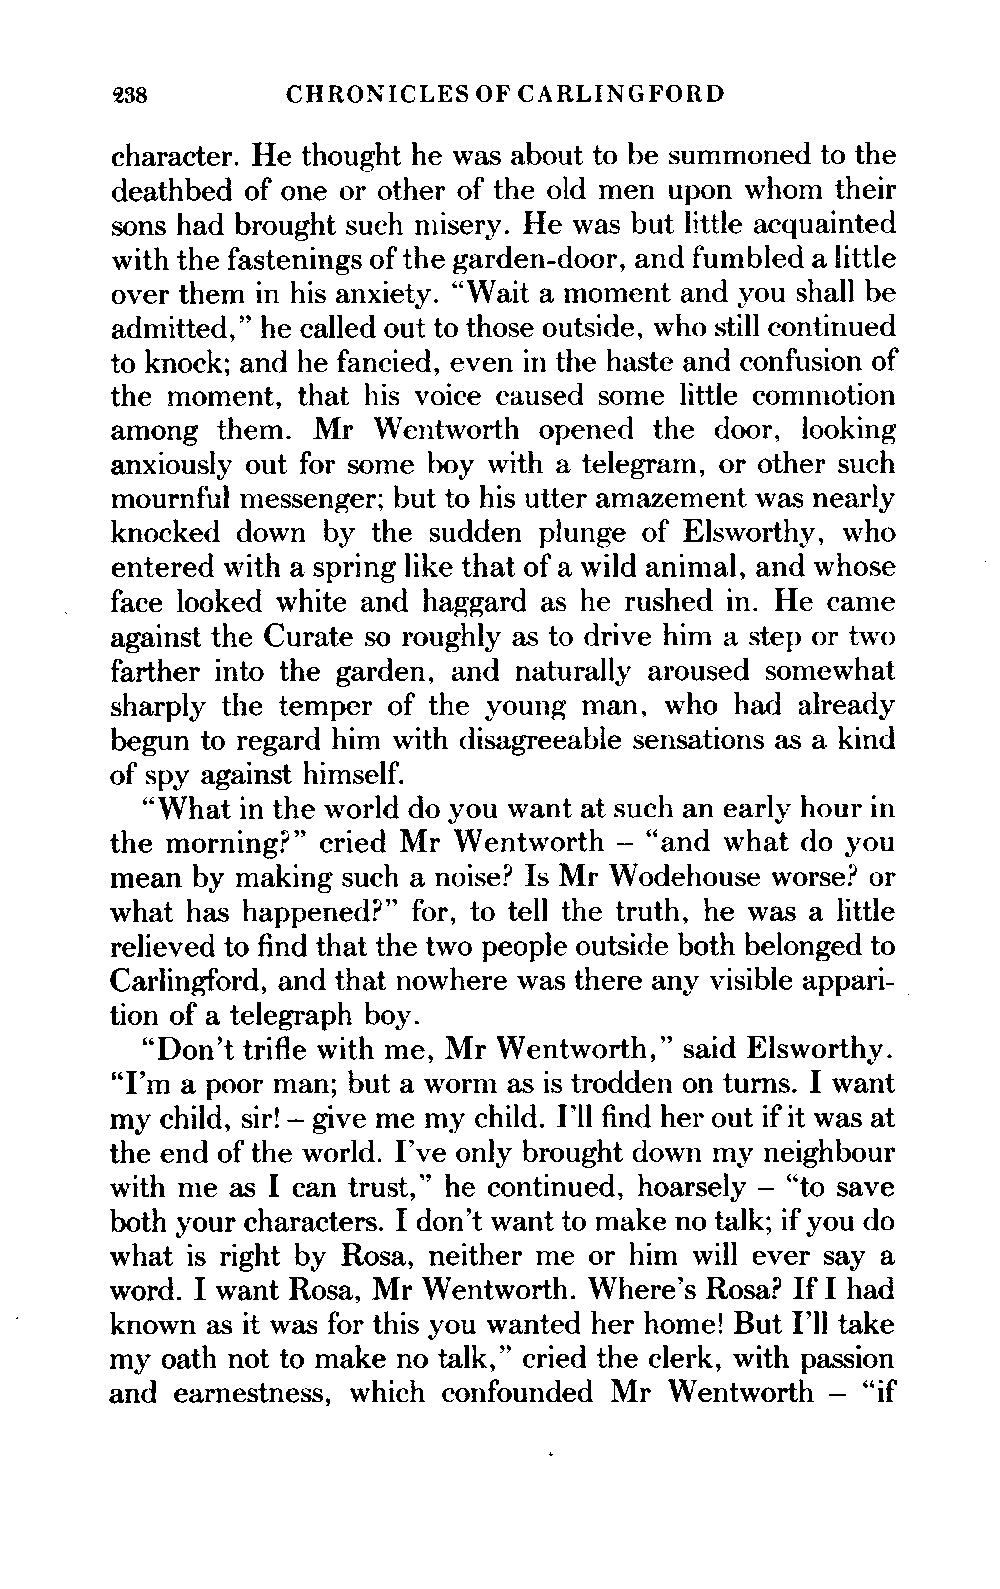 238 CHRONICLES OF CARLINGFORD
character. He thought he was about to be summoned to the
deathbed of one or other of the old men upon whom their
sons had brought such misery. He was but little acquainted
with the fastenings of the garden-door, and fumbled a little
over them in his anxiety. “Wait a moment and you shall be
admitted,” he called out to those outside, who still continued
to knock; and he fancied, even in the haste and confusion of
the moment, that his voice caused some little commotion
among them. Mr Wentworth opened the door, looking
anxiously out for some boy with a telegram, or other such
mournful messenger; but to his utter amazement was nearly
knocked down by the sudden plunge of Elsworthy, who
entered with a spring like that of a wild animal, and whose
face looked white and haggard as he rushed in. He came
against the Curate so roughly as to drive him a step or two
farther into the garden, and naturally aroused somewhat
sharply the temper of the young man, who had already
begun to regard him with disagreeable sensations as a kind
of spy against himself.
“What in the world do you want at such an early hour in
the morning?” cried Mr Wentworth – “and what do you
mean by making such a noise? Is Mr Wodehouse worse? or
what has happened?” for, to tell the truth, he was a little
relieved to find that the two people outside both belonged to
Carlingford, and that nowhere was there any visible appari-
tion of a telegraph boy.
“Don’t trifle with me, Mr Wentworth,” said Elsworthy.
“I’m a poor man; but a worm as is trodden on turns. I want
my child, sir! – give me my child. I’ll find her out if it was at
the end of the world. I’ve only brought down my neighbour
with me as I can trust,” he continued, hoarsely – “to save
both your characters. I don’t want to make no talk; if you do
what is right by Rosa, neither me or him will ever say a
word. I want Rosa, Mr Wentworth. Where’s Rosa? If I had
known as it was for this you wanted her home! But I’ll take
my oath not to make no talk,” cried the clerk, with passion
and earnestness, which confounded Mr Wentworth – “if